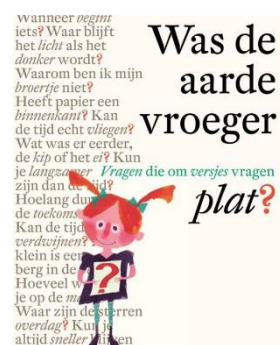 Wanneer begint
iets? Waar blijft
het licht als het
donker wordt?
Waarom ben ik mijn
broertje niet?
Heeft papier een
binnenkant? Kan
de tijd echt vliegen?
Wat was er eerder,
de kip of het ei? Kun
je langzamer
zijn dan de tijd?
Hoelang
de
Kan de tijd
verdwijnen?
klein is een
berg in de
Hoeveel
je op de
Waar zijn de sterren
overdag? Kun je
altijd sneller
Was de
aarde
vroeger
Vragen die om versjes vragen
plat?
?